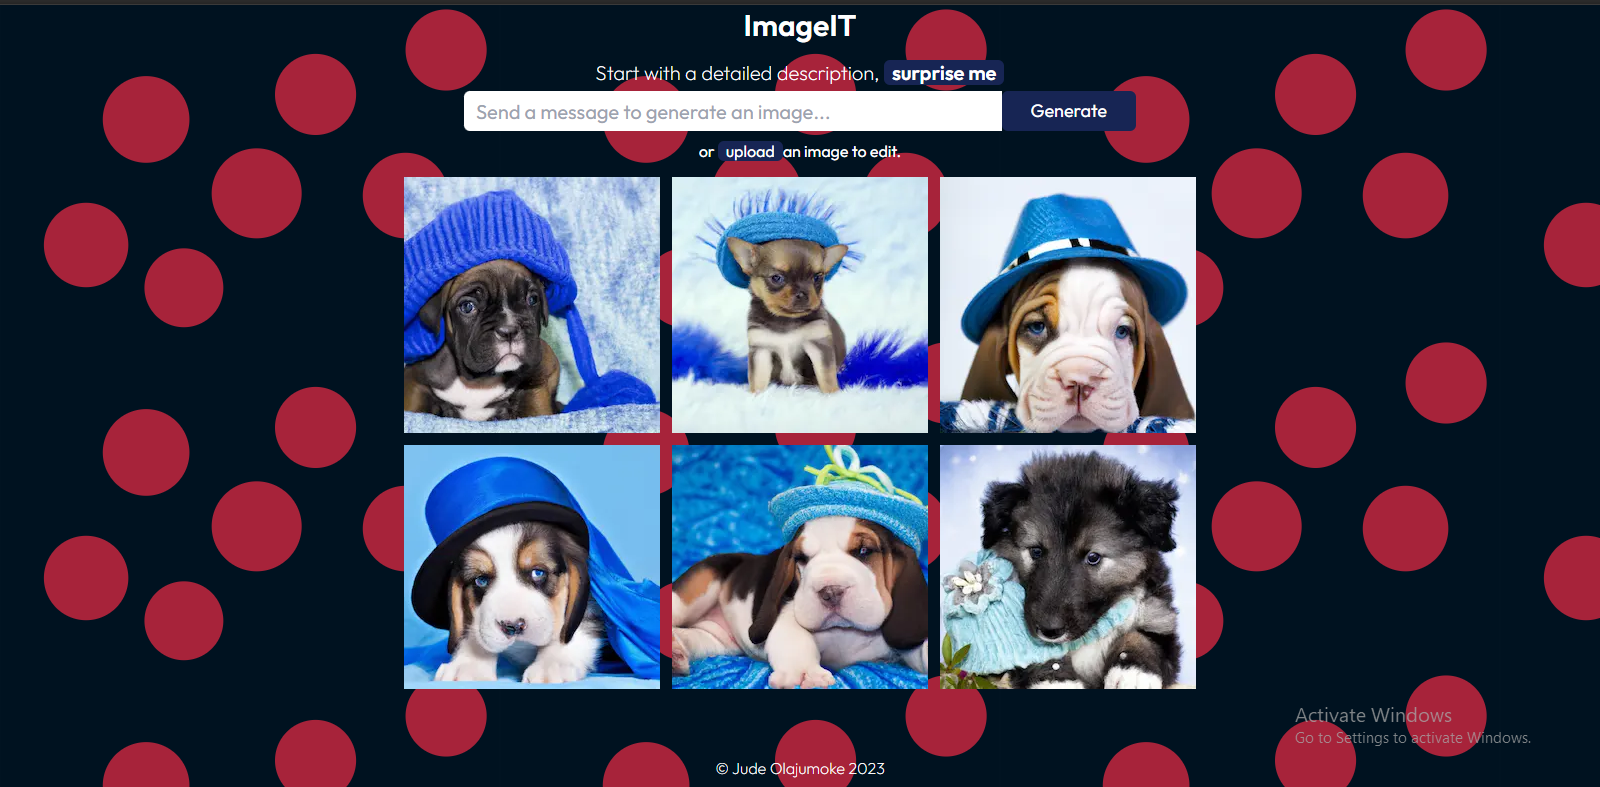 ImageIT
Start with a detailed description, surprise me
Send a message to generate an image... Generate
or upload an image to edit.
Activate Windows
Go to Settings to activate Windows.
© Jude Olajumoke 2023